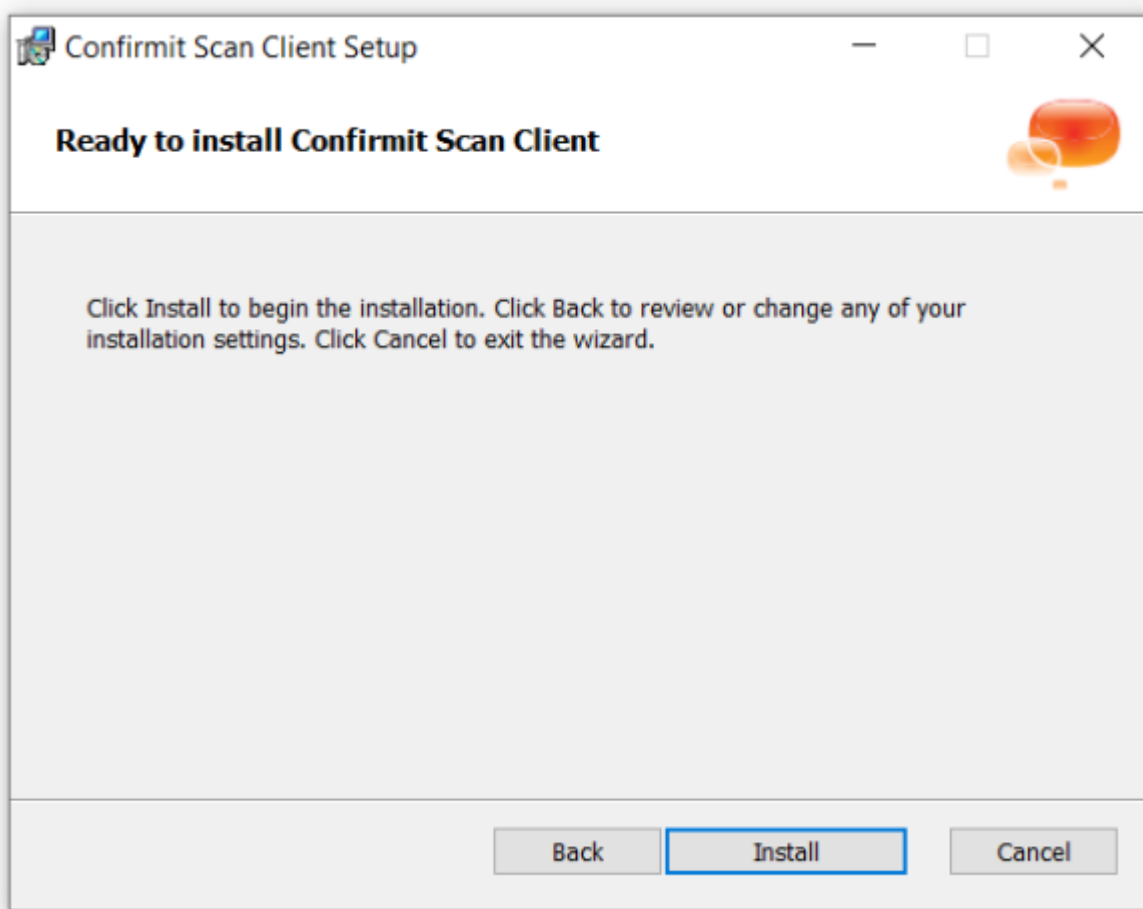 Confirmit Scan Client Setup
Ready to install Confirmit Scan Client
Click Install to begin the installation. Click Back to review or change any of your
installation settings. Click Cancel to exit the wizard.
Back Install Cancel